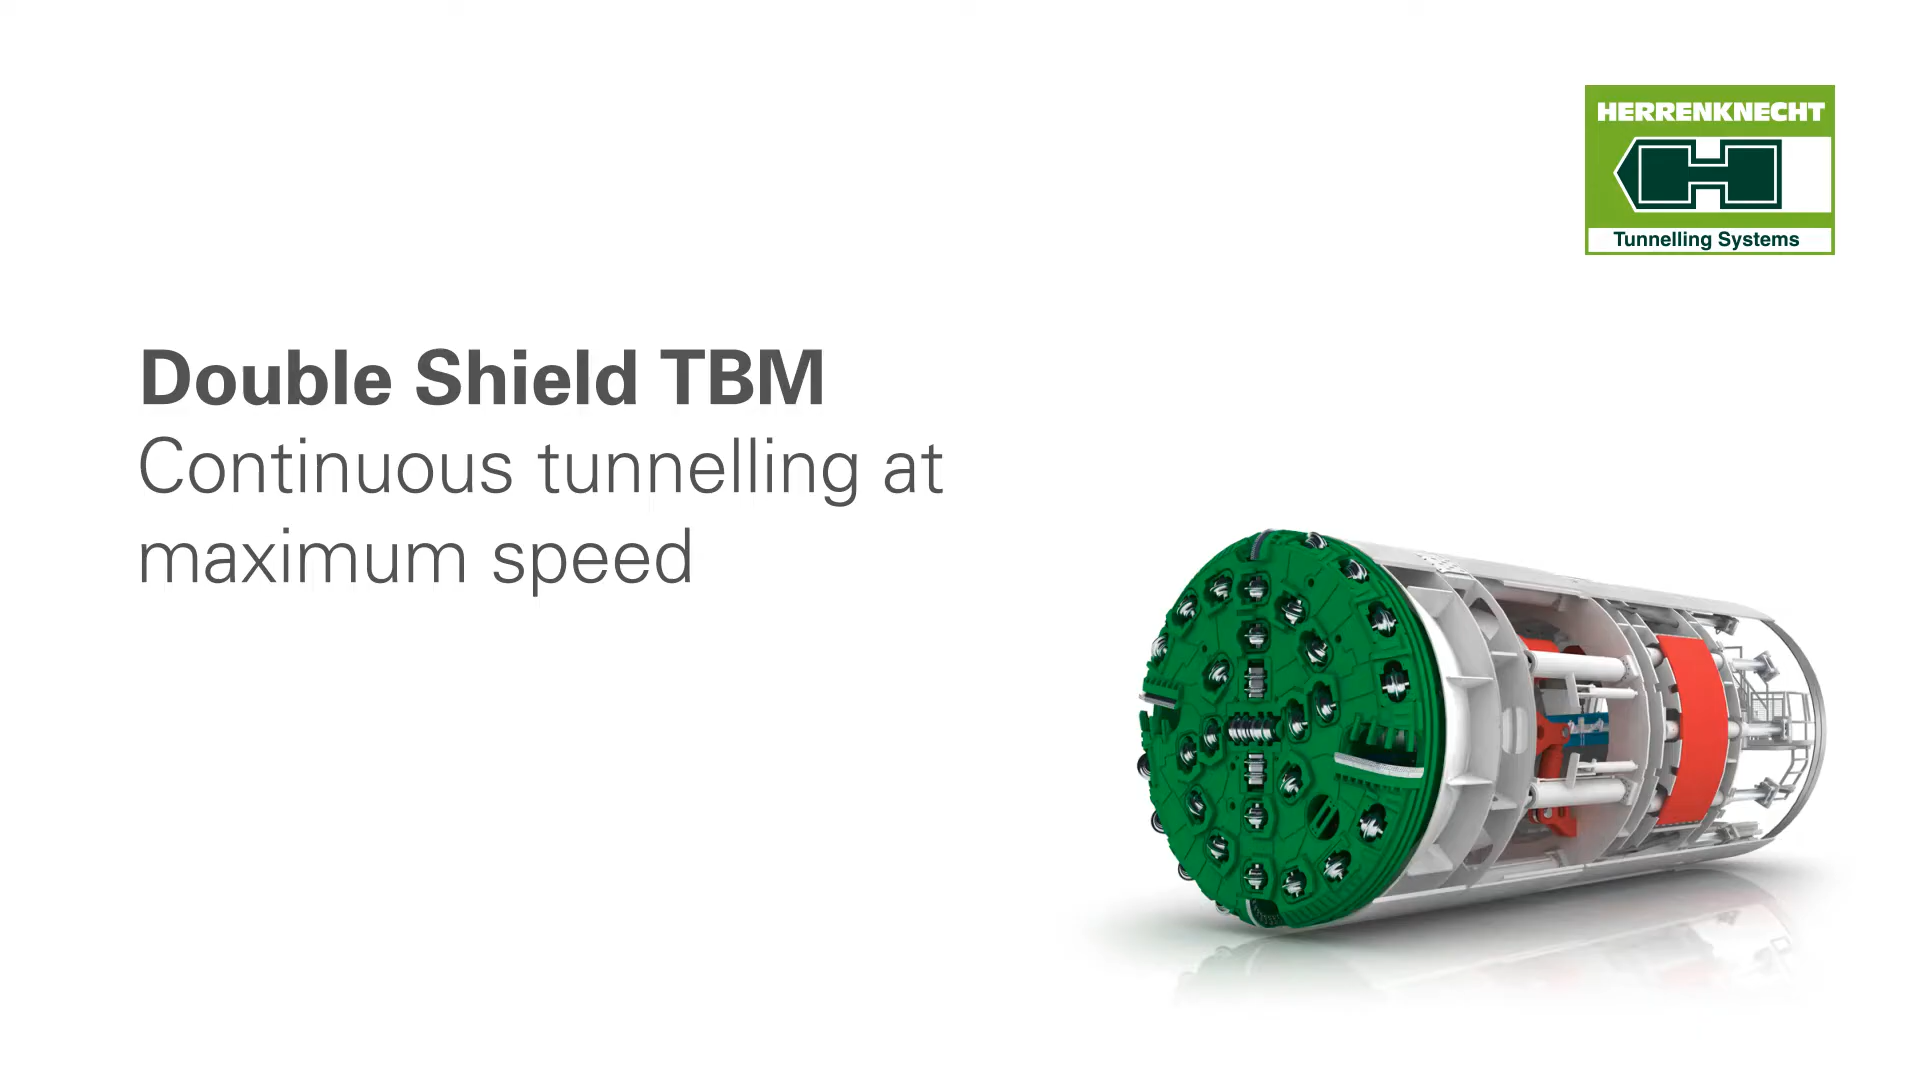 HERRENKNECHT
Tunnelling Systems
Double Shield TBM
Continuous tunnelling at
maximum speed